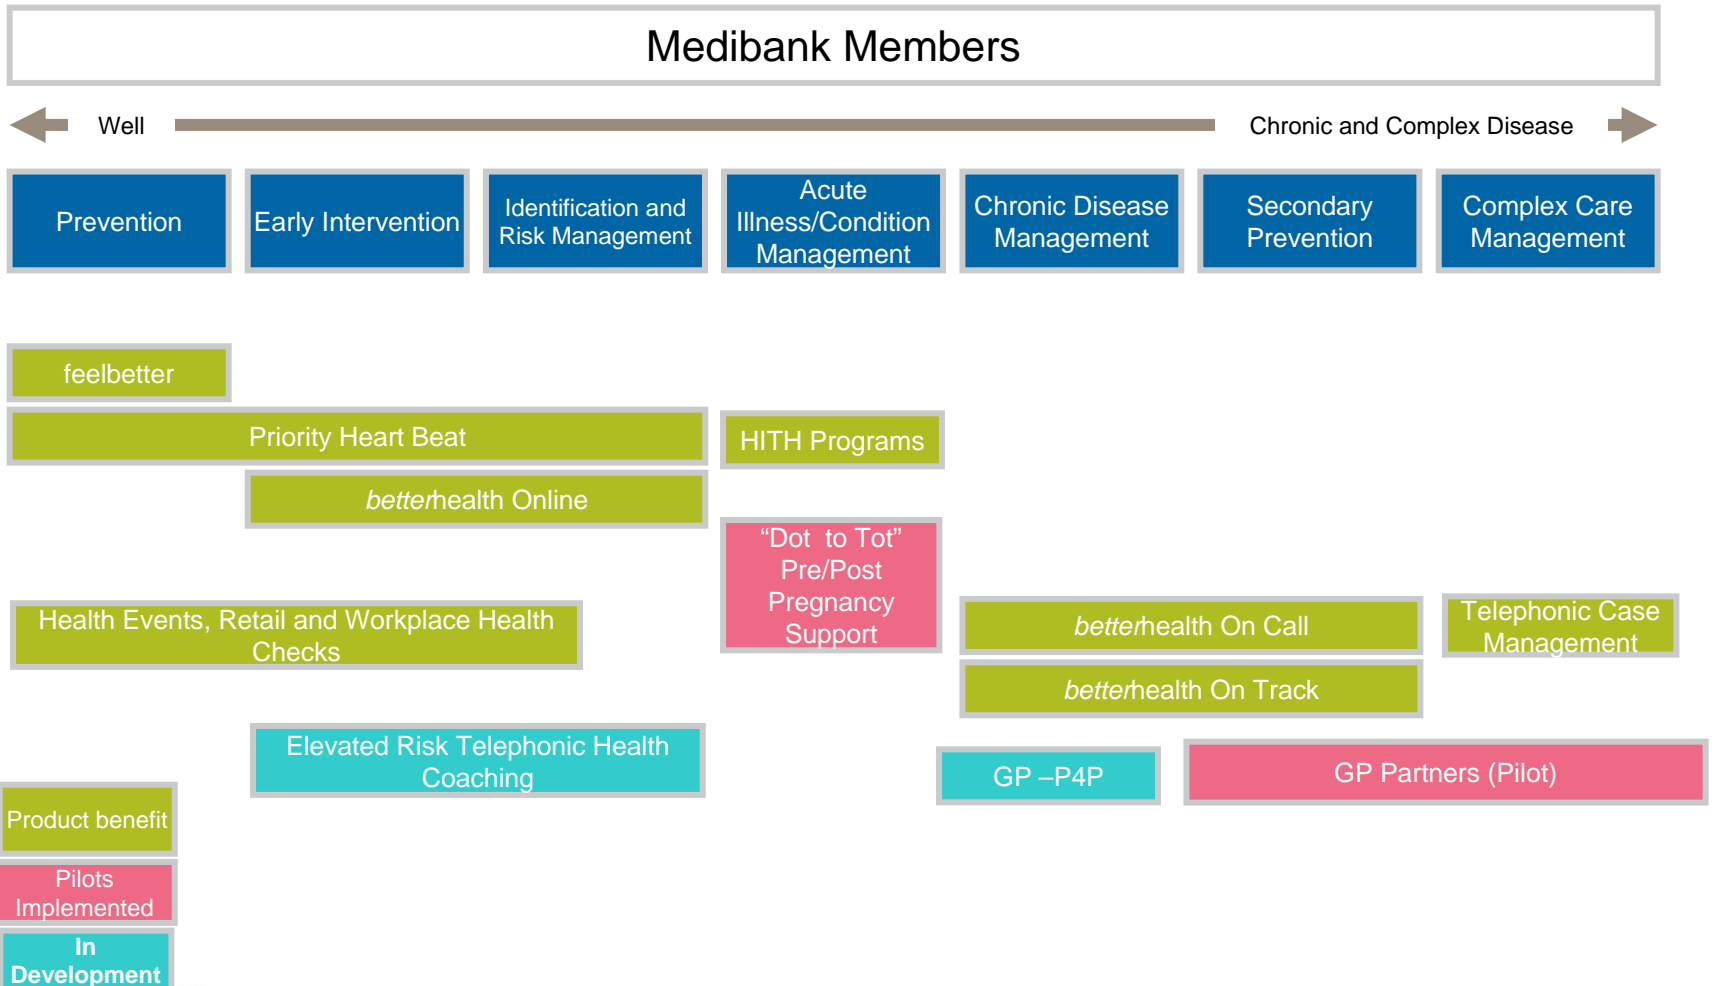 Medibank Members
Well
Chronic and Complex Disease
Prevention
Early Intervention
Identification and
Risk Management
Acute
Illness/Condition
Management
Chronic Disease
Management
Secondary
Prevention
Complex Care
Management
feelbetter
Priority Heart Beat
HITH Programs
betterhealth Online
“Dot to Tot”
Pre/Post
Pregnancy
Support
Health Events, Retail and Workplace Health
Checks
betterhealth On Call
Telephonic Case
Management
betterhealth On Track
Elevated Risk Telephonic Health
Coaching
GP –P4P
GP Partners (Pilot)
Product benefit
Pilots
Implemented
In
Development